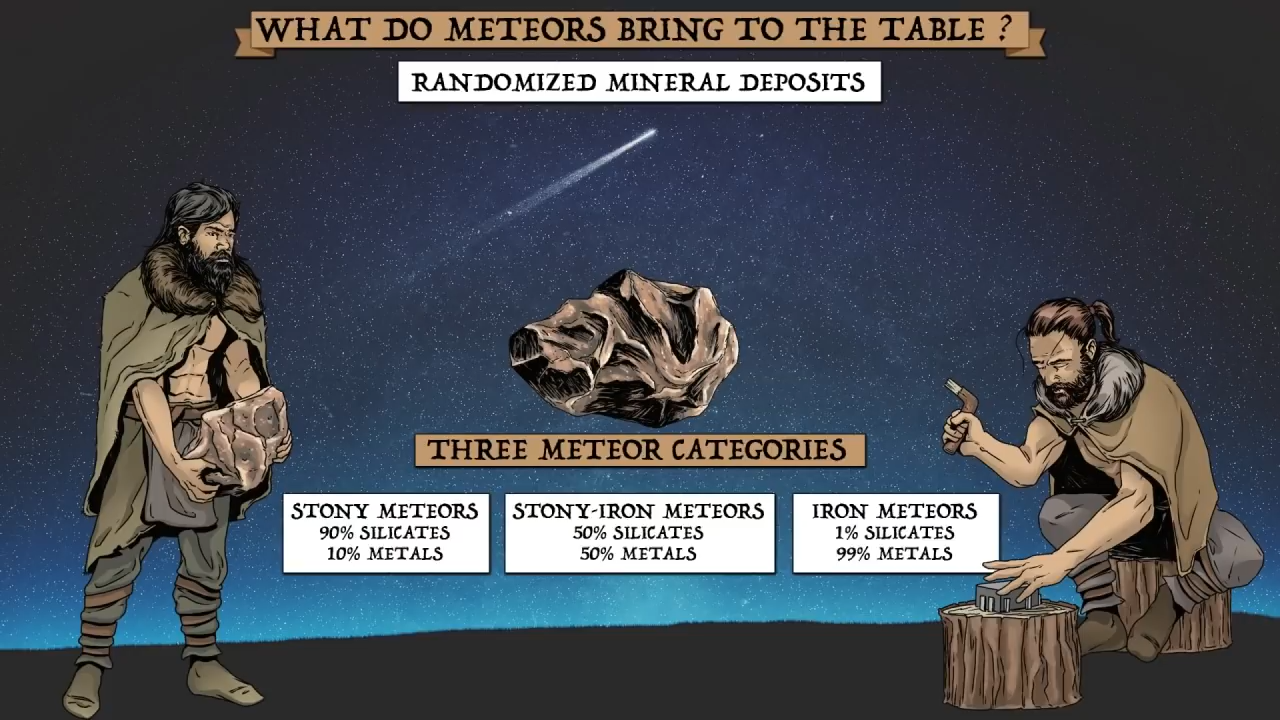 WHAT DO METEORS BRING TO THE TABLE ?
RANDOMIZED MINERAL DEPOSITS
THREE METEOR CATEGORIES
STONY METEORS
90% SILICATES
10% METALS
STONY-IRON METEORS
50% SILICATES
50% METALS
IRON METEORS
1% SILICATES
99% METALS